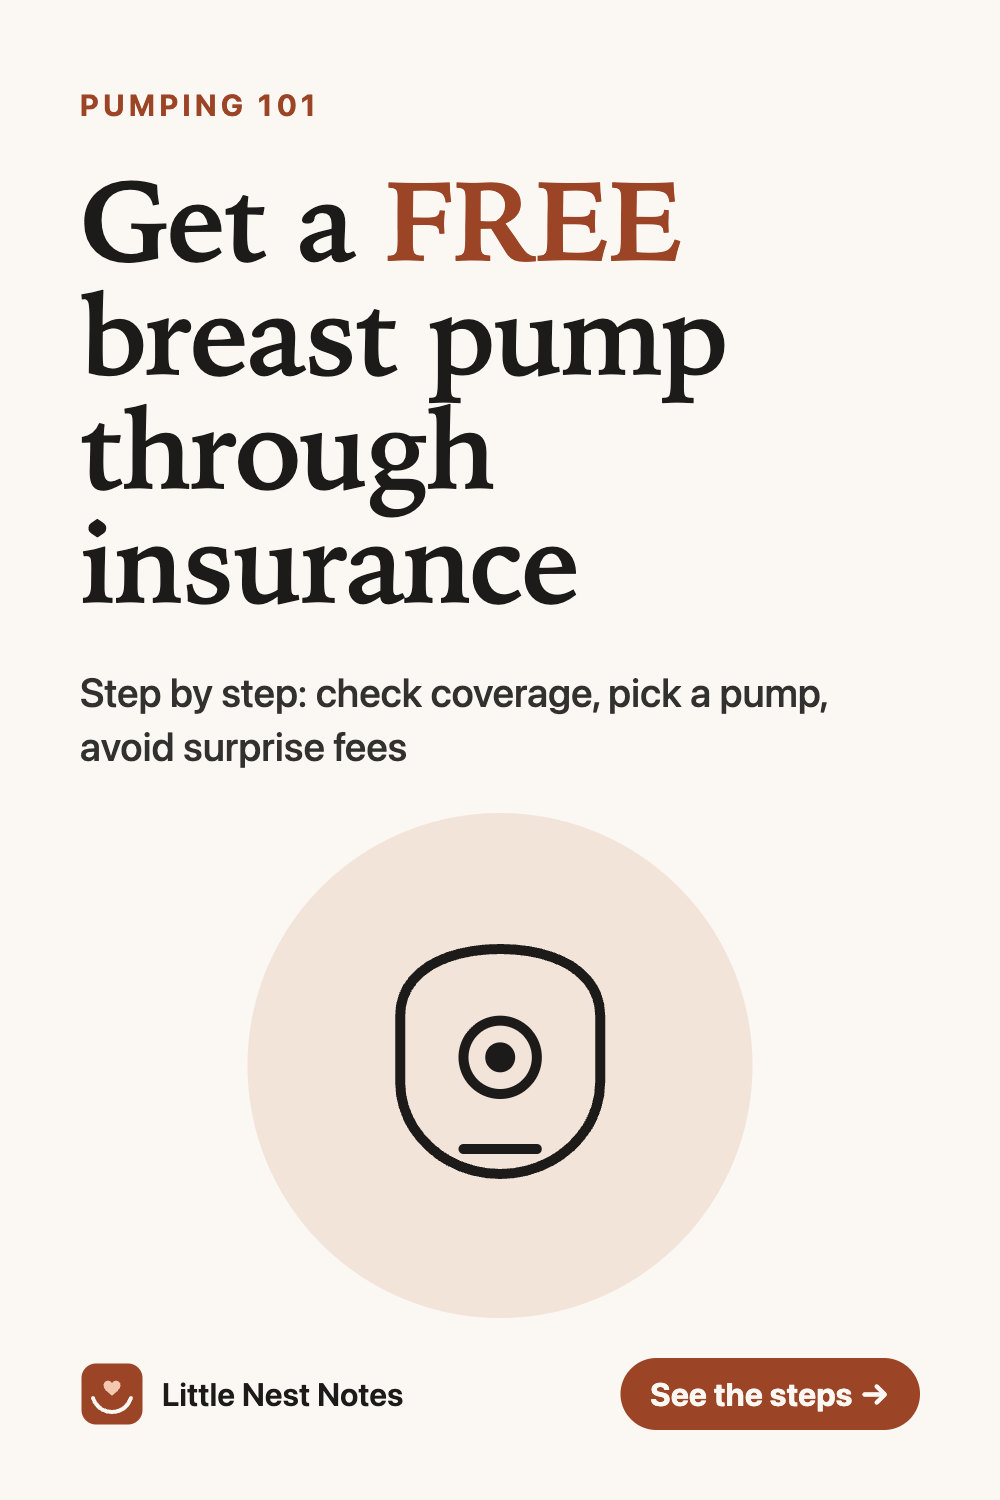 PUMPING 101
Get a FREE
breast pump
through
insurance
Step by step: check coverage, pick a pump,
avoid surprise fees
Little Nest Notes
See the steps →